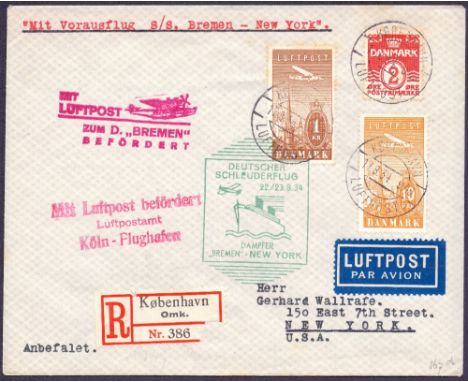 "Mit Vorausflug S/S. Bremen - New York".
MIT
LUFTPOST
ZUM D. „BREMEN"
BEFÖRDERT
LUFTPOST
1
KR
DANMARK
DANMARK
2
ØRE ØRE
POSTFRIMÆRKE
LUFTPOST
10
DANMARK
DEUTSCHER
SCHLEUDERFLUG
22./23.8.34
DAMPFER
„BREMEN" - NEW YORK
Mit Luftpost befördert
Luftpostamt
Köln - Flughafen
LUFTPOST
PAR AVION
R
København
Omk.
Nr. 386
Herr
Gerhard Wallrafe.
150 East 7th Street.
NEW YORK.
U.S.A.
Anbefalet.